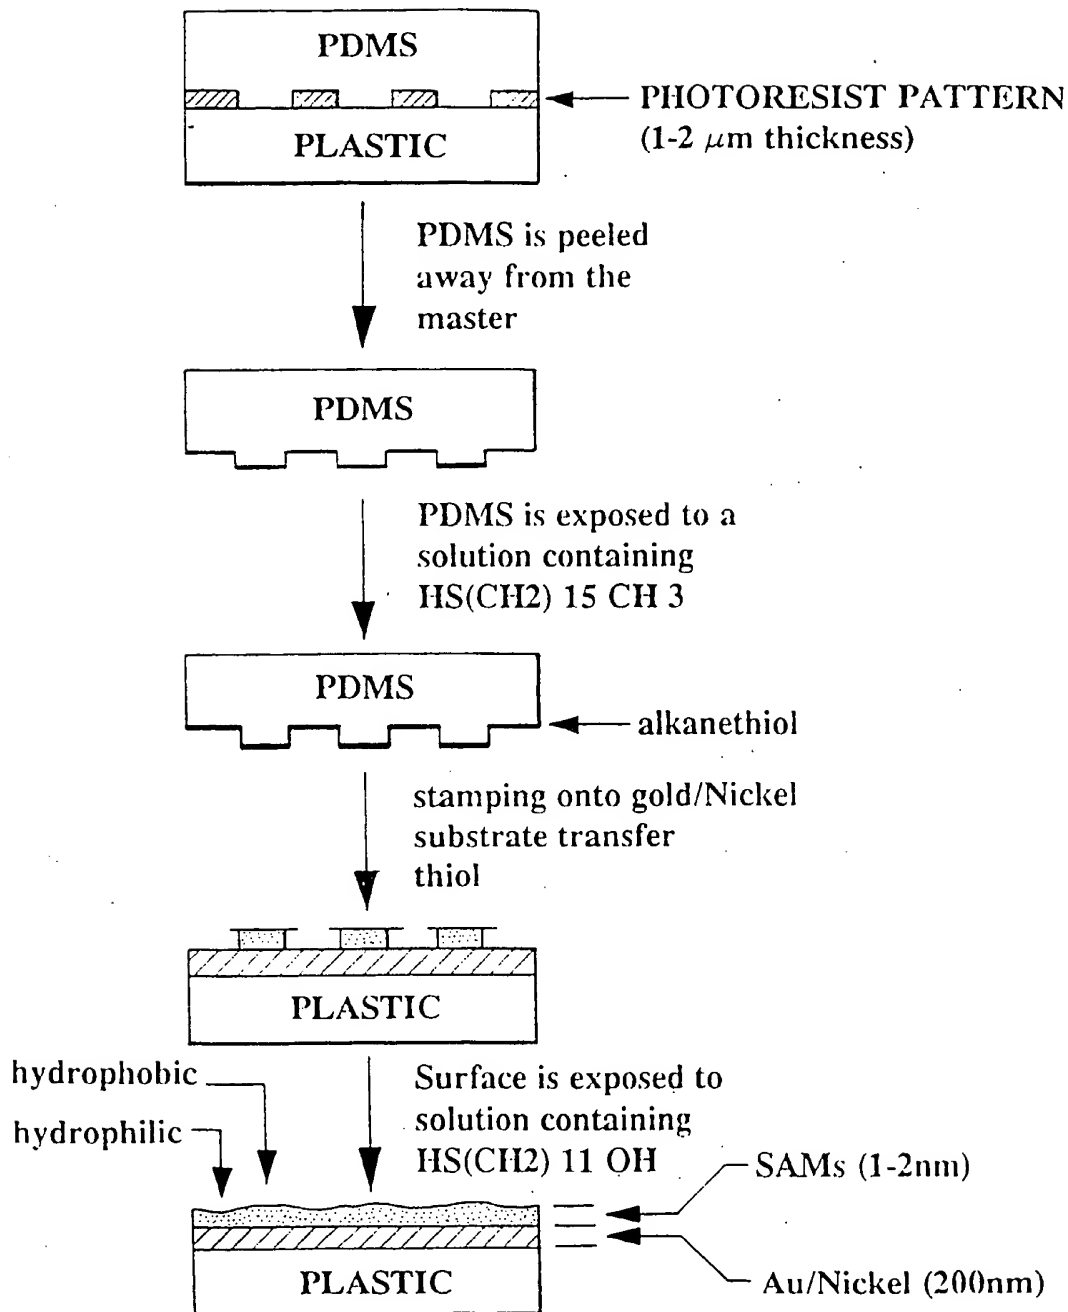 PDMS
PHOTORESIST PATTERN
(1-2 μm thickness)
PLASTIC
PDMS is peeled
away from the
master
PDMS
PDMS is exposed to a
solution containing
HS(CH2) 15 CH 3
PDMS
alkanethiol
stamping onto gold/Nickel
substrate transfer
thiol
PLASTIC
hydrophobic
hydrophilic
Surface is exposed to
solution containing
HS(CH2) 11 OH
SAMs (1-2nm)
PLASTIC
Au/Nickel (200nm)